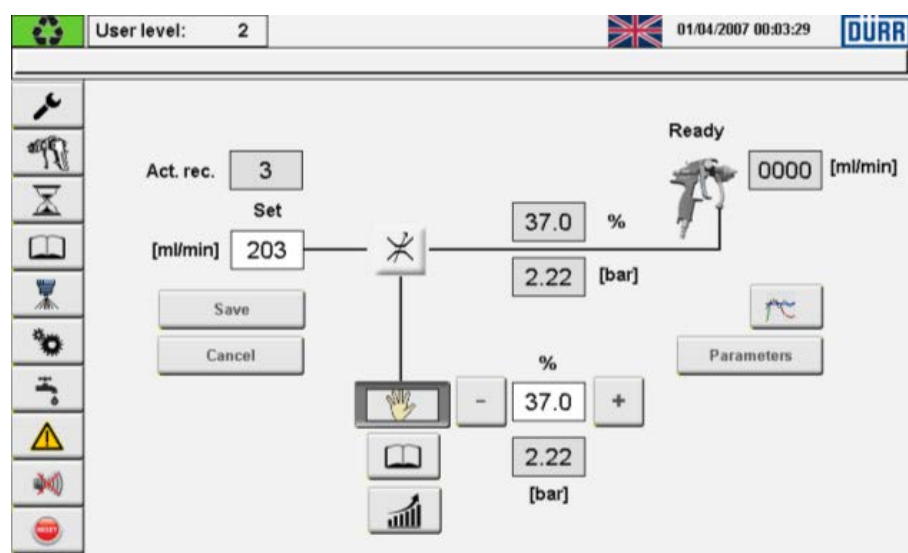 User level: 2
01/04/2007 00:03:29
DÜRR
Ready
Act. rec. 3
0000 [ml/min]
Set
37.0 %
[ml/min] 203
2.22 [bar]
Save
Cancel
Parameters
%
- 37.0 +
2.22
[bar]
RESET